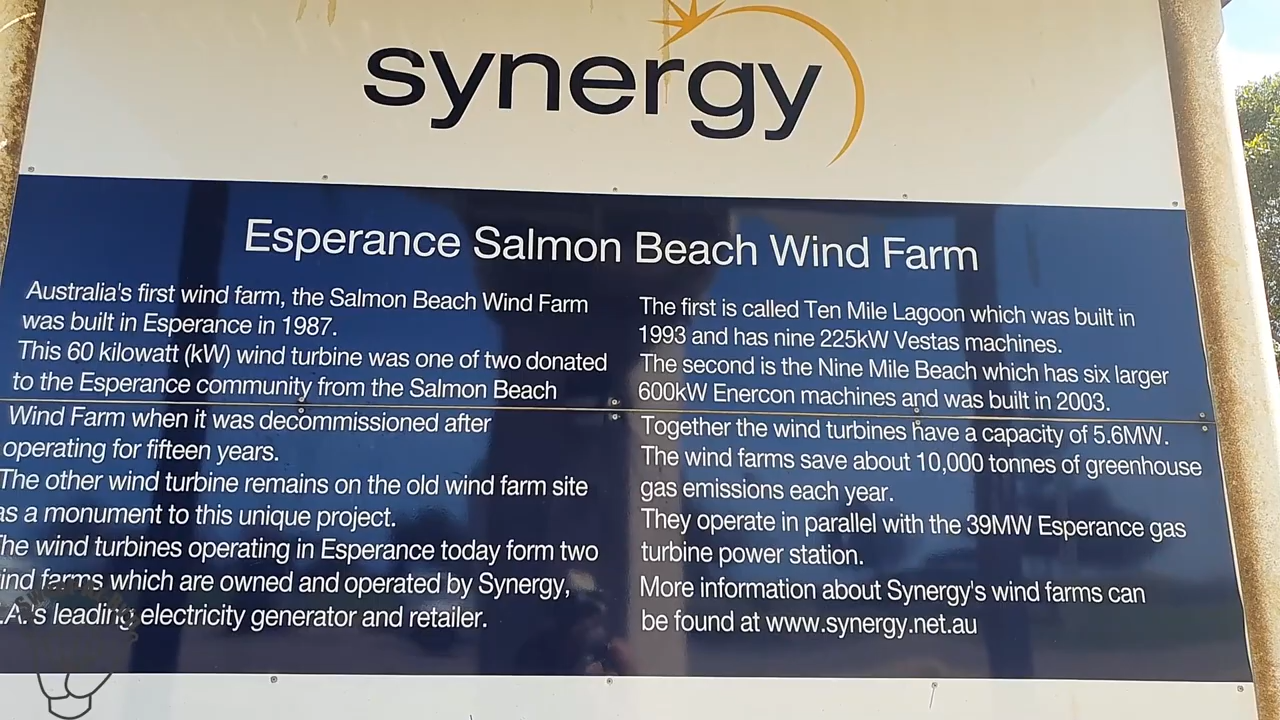 synergy
Esperance Salmon Beach Wind Farm
Australia's first wind farm, the Salmon Beach Wind Farm
was built in Esperance in 1987.
This 60 kilowatt (kW) wind turbine was one of two donated
to the Esperance community from the Salmon Beach
Wind Farm when it was decommissioned after
operating for fifteen years.
The other wind turbine remains on the old wind farm site
as a monument to this unique project.
The wind turbines operating in Esperance today form two
wind farms which are owned and operated by Synergy,
.A.'s leading electricity generator and retailer.
The first is called Ten Mile Lagoon which was built in
1993 and has nine 225kW Vestas machines.
The second is the Nine Mile Beach which has six larger
600kW Enercon machines and was built in 2003.
Together the wind turbines have a capacity of 5.6MW.
The wind farms save about 10,000 tonnes of greenhouse
gas emissions each year.
They operate in parallel with the 39MW Esperance gas
turbine power station.
More information about Synergy's wind farms can
be found at www.synergy.net.au